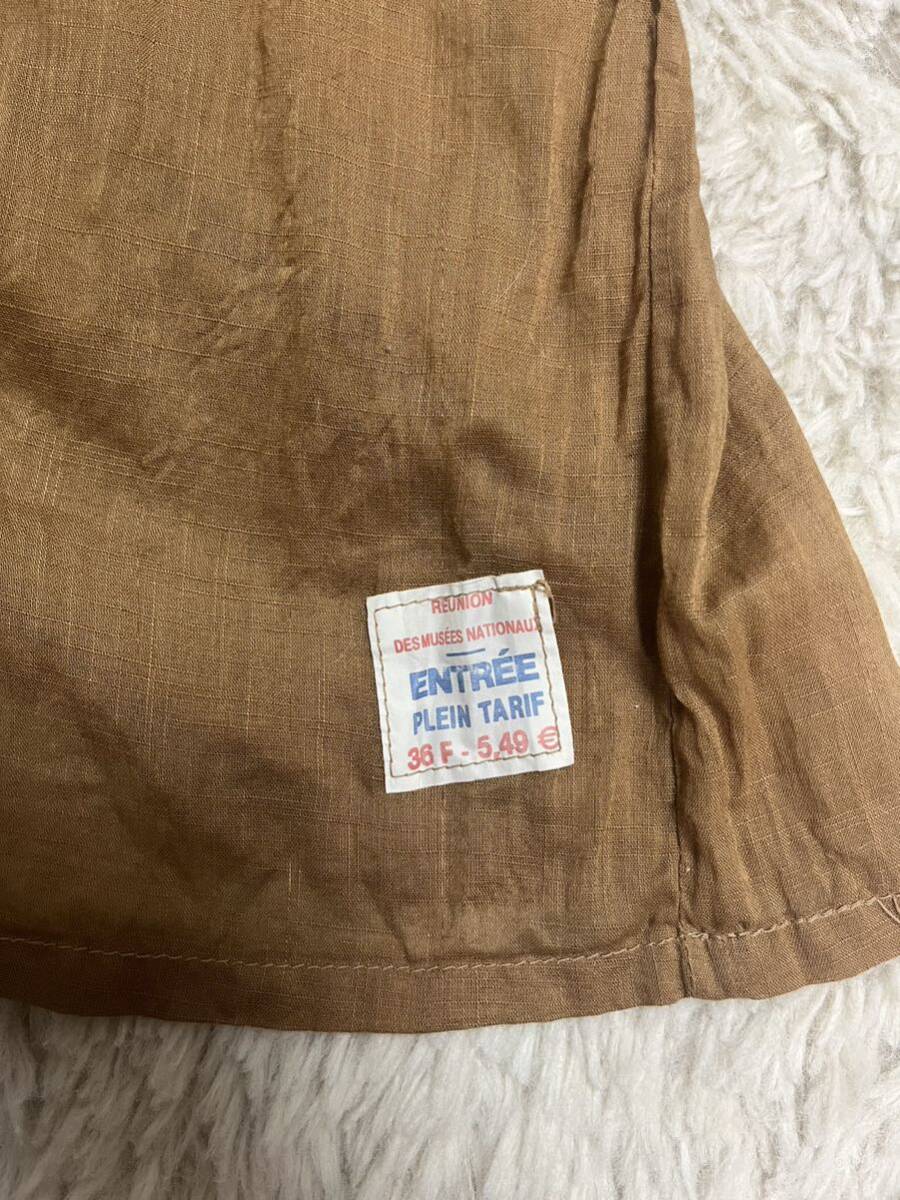 REUNION
DES MUSÉES NATIONAUX
ENTRÉE
PLEIN TARIF
36 F - 5,49 €